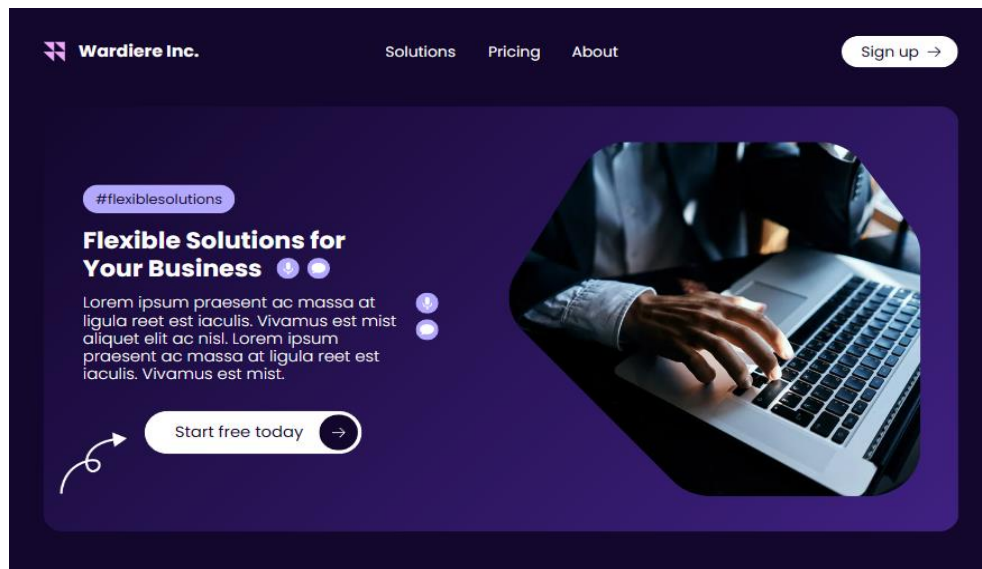 Wardiere Inc.
Solutions
Pricing
About
Sign up →
#flexiblesolutions
Flexible Solutions for
Your Business
Lorem ipsum praesent ac massa at
ligula reet est iaculis. Vivamus est mist
aliquet elit ac nisl. Lorem ipsum
praesent ac massa at ligula reet est
iaculis. Vivamus est mist.
Start free today →